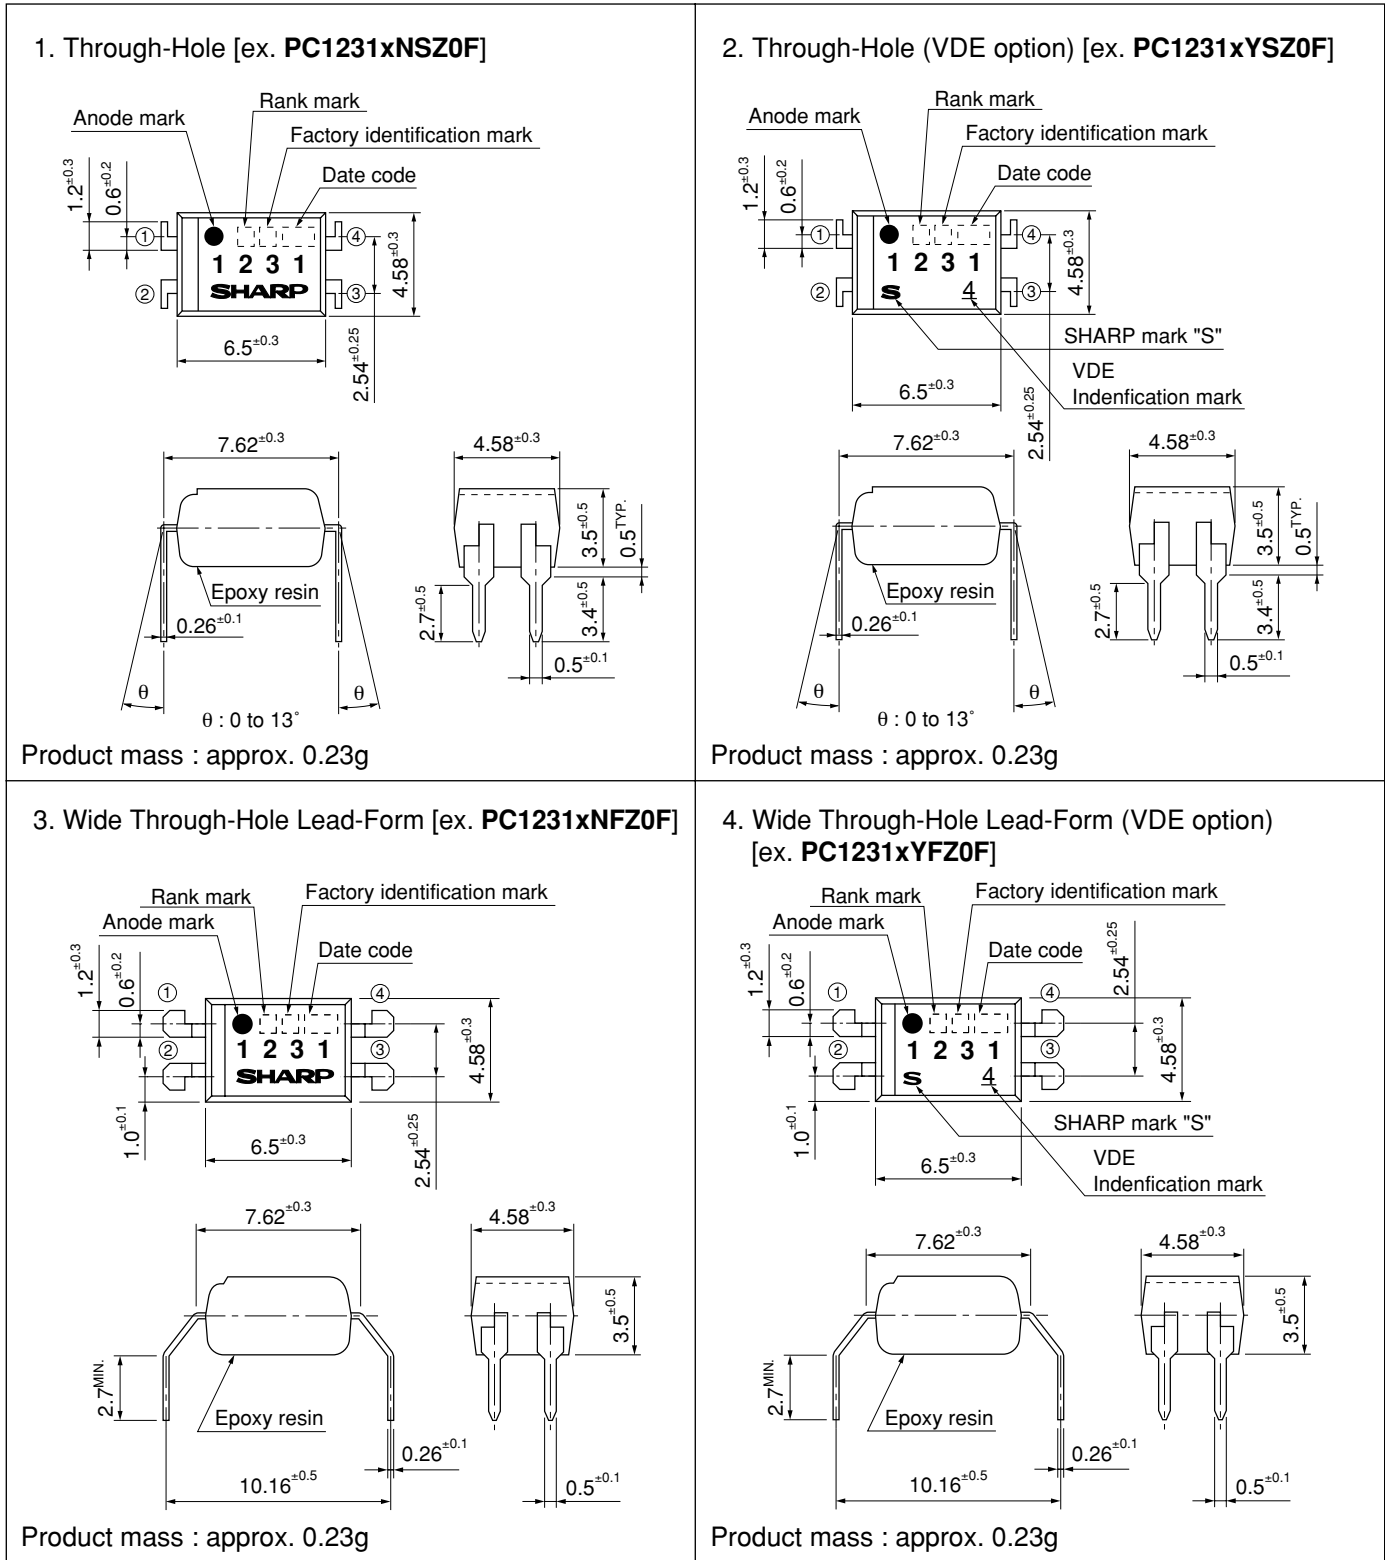 1. Through-Hole [ex. PC1231xNSZ0F]
Rank mark
Anode mark
Factory identification mark
Date code
1.2±0.3
0.6±0.2
① ④
1 2 3 1
② ③
SHARP
4.58±0.3
6.5±0.3
2.54±0.25
7.62±0.3
4.58±0.3
3.5±0.5
0.5TYP.
Epoxy resin
2.7±0.5
3.4±0.5
0.26±0.1
0.5±0.1
θ θ
θ : 0 to 13˚
Product mass : approx. 0.23g
2. Through-Hole (VDE option) [ex. PC1231xYSZ0F]
Rank mark
Anode mark
Factory identification mark
Date code
1.2±0.3
0.6±0.2
① ④
1 2 3 1
② ③
S 4
4.58±0.3
SHARP mark "S"
VDE
Indenfication mark
6.5±0.3
2.54±0.25
7.62±0.3
4.58±0.3
3.5±0.5
0.5TYP.
Epoxy resin
2.7±0.5
3.4±0.5
0.26±0.1
0.5±0.1
θ θ
θ : 0 to 13˚
Product mass : approx. 0.23g
3. Wide Through-Hole Lead-Form [ex. PC1231xNFZ0F]
Rank mark
Factory identification mark
Anode mark
Date code
1.2±0.3
0.6±0.2
① ④
1 2 3 1
② ③
SHARP
4.58±0.3
1.0±0.1
6.5±0.3
2.54±0.25
7.62±0.3
4.58±0.3
3.5±0.5
2.7MIN.
Epoxy resin
0.26±0.1
10.16±0.5
0.5±0.1
Product mass : approx. 0.23g
4. Wide Through-Hole Lead-Form (VDE option)
[ex. PC1231xYFZ0F]
Rank mark
Factory identification mark
Anode mark
Date code
1.2±0.3
0.6±0.2
2.54±0.25
① ④
1 2 3 1
② ③
S 4
4.58±0.3
1.0±0.1
SHARP mark "S"
6.5±0.3
VDE
Indenfication mark
7.62±0.3
4.58±0.3
3.5±0.5
2.7MIN.
Epoxy resin
0.26±0.1
10.16±0.5
0.5±0.1
Product mass : approx. 0.23g